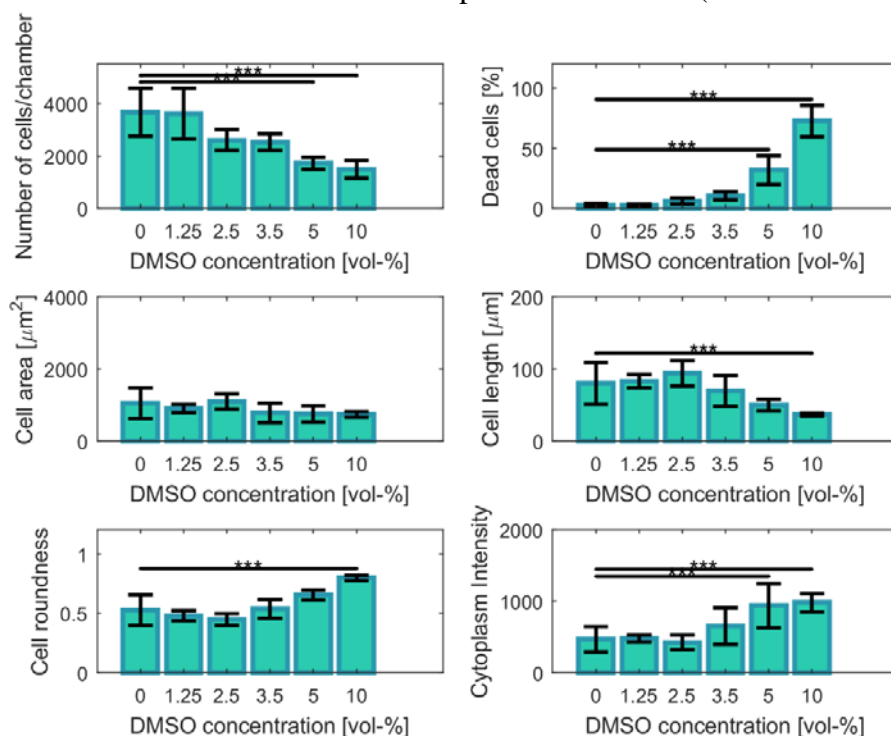 Number of cells/chamber
4000
2000
0
***
***
0 1.25 2.5 3.5 5 10
DMSO concentration [vol-%]
Dead cells [%]
100
50
0
***
***
0 1.25 2.5 3.5 5 10
DMSO concentration [vol-%]
Cell area [μm²]
4000
2000
0
0 1.25 2.5 3.5 5 10
DMSO concentration [vol-%]
Cell length [μm]
200
100
0
***
0 1.25 2.5 3.5 5 10
DMSO concentration [vol-%]
Cell roundness
1
0.5
0
***
0 1.25 2.5 3.5 5 10
DMSO concentration [vol-%]
Cytoplasm Intensity
2000
1000
0
***
***
0 1.25 2.5 3.5 5 10
DMSO concentration [vol-%]